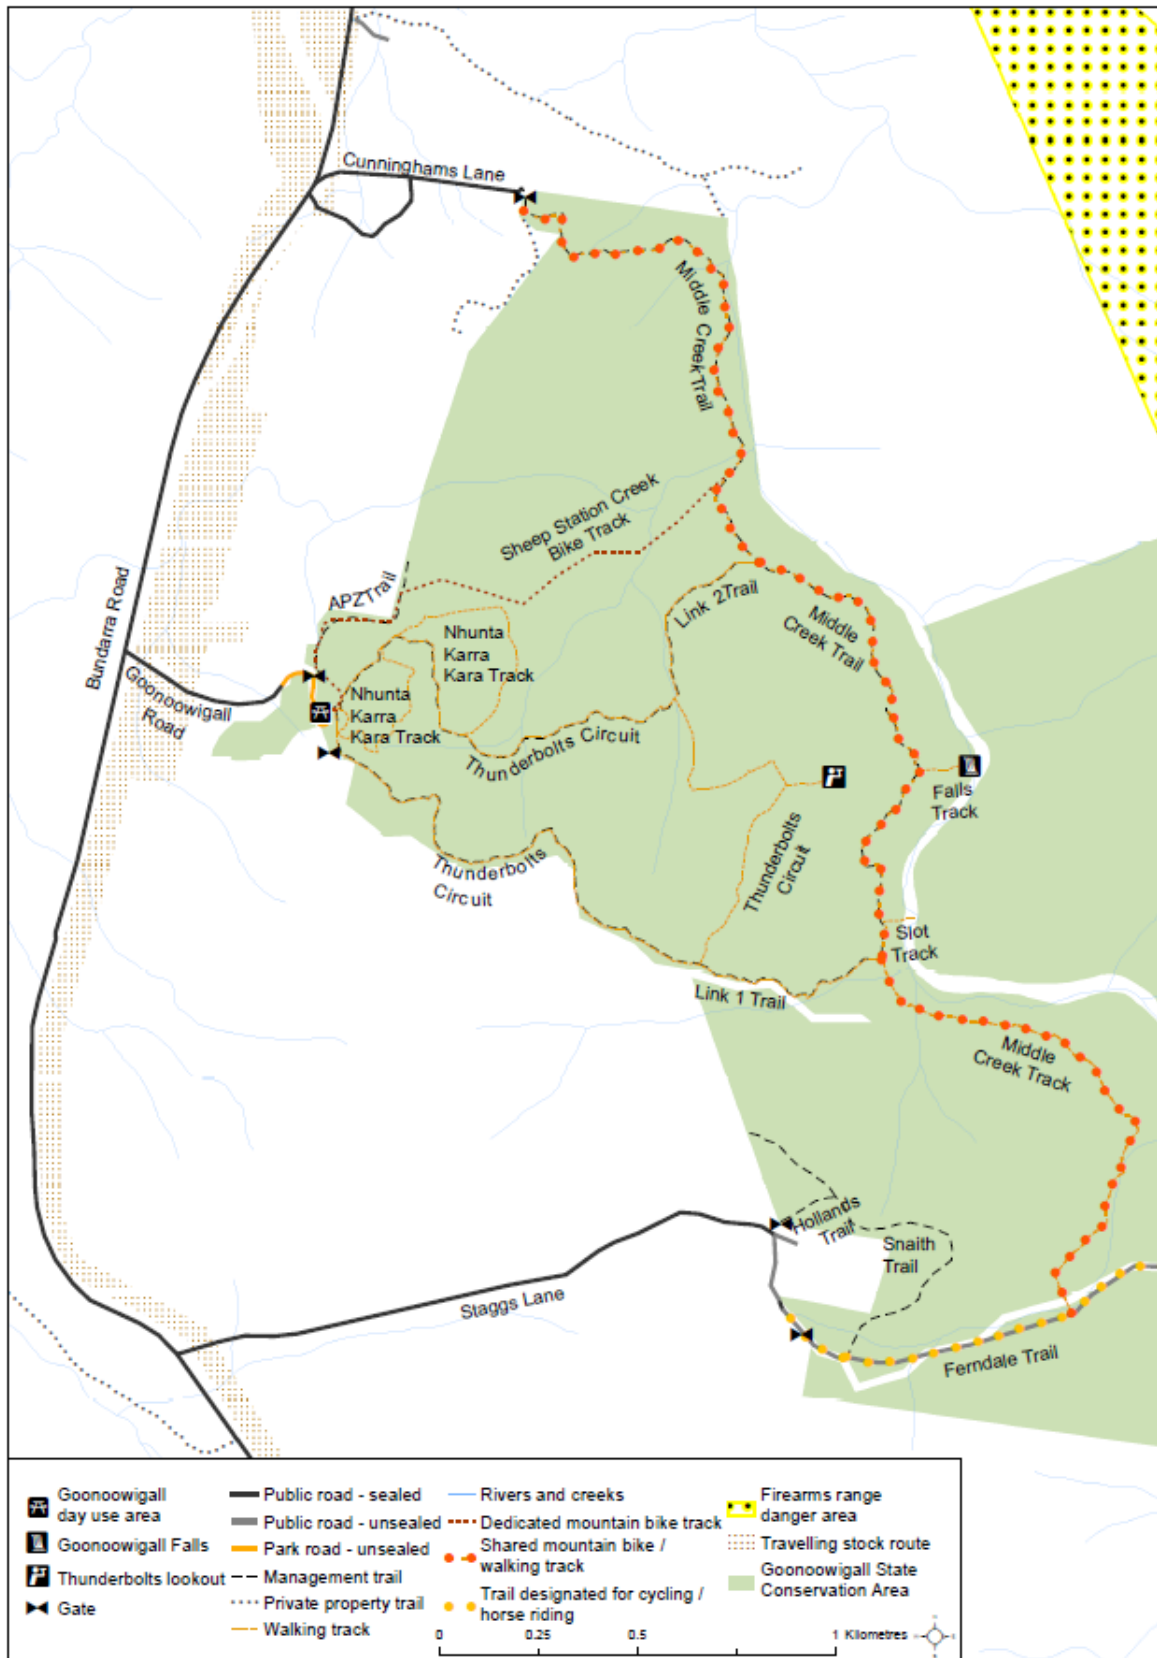 Cunninghams Lane
Middle CreekTrail
Sheep Station Creek
Bike Track
APZTrail
Link 2Trail
Middle
Creek Trail
Bundarra Road
Goonoowigall
Road
Nhunta
Karra
Kara Track
Nhunta
Karra
Kara Track
Thunderbolts Circuit
Falls
Track
Thunderbolts
Circuit
Thunderbolts
Circuit
Slot
Track
Link 1 Trail
Middle
Creek Track
Hollands
Trail
Snaith
Trail
Staggs Lane
Ferndale Trail
Goonoowigall
day use area
Goonoowigall Falls
Thunderbolts lookout
Gate
Public road - sealed
Public road - unsealed
Park road - unsealed
Management trail
Private property trail
Walking track
Rivers and creeks
Dedicated mountain bike track
Shared mountain bike /
walking track
Trail designated for cycling /
horse riding
Firearms range
danger area
Travelling stock route
Goonoowigall State
Conservation Area
0 0.25 0.5 1 Kilometres